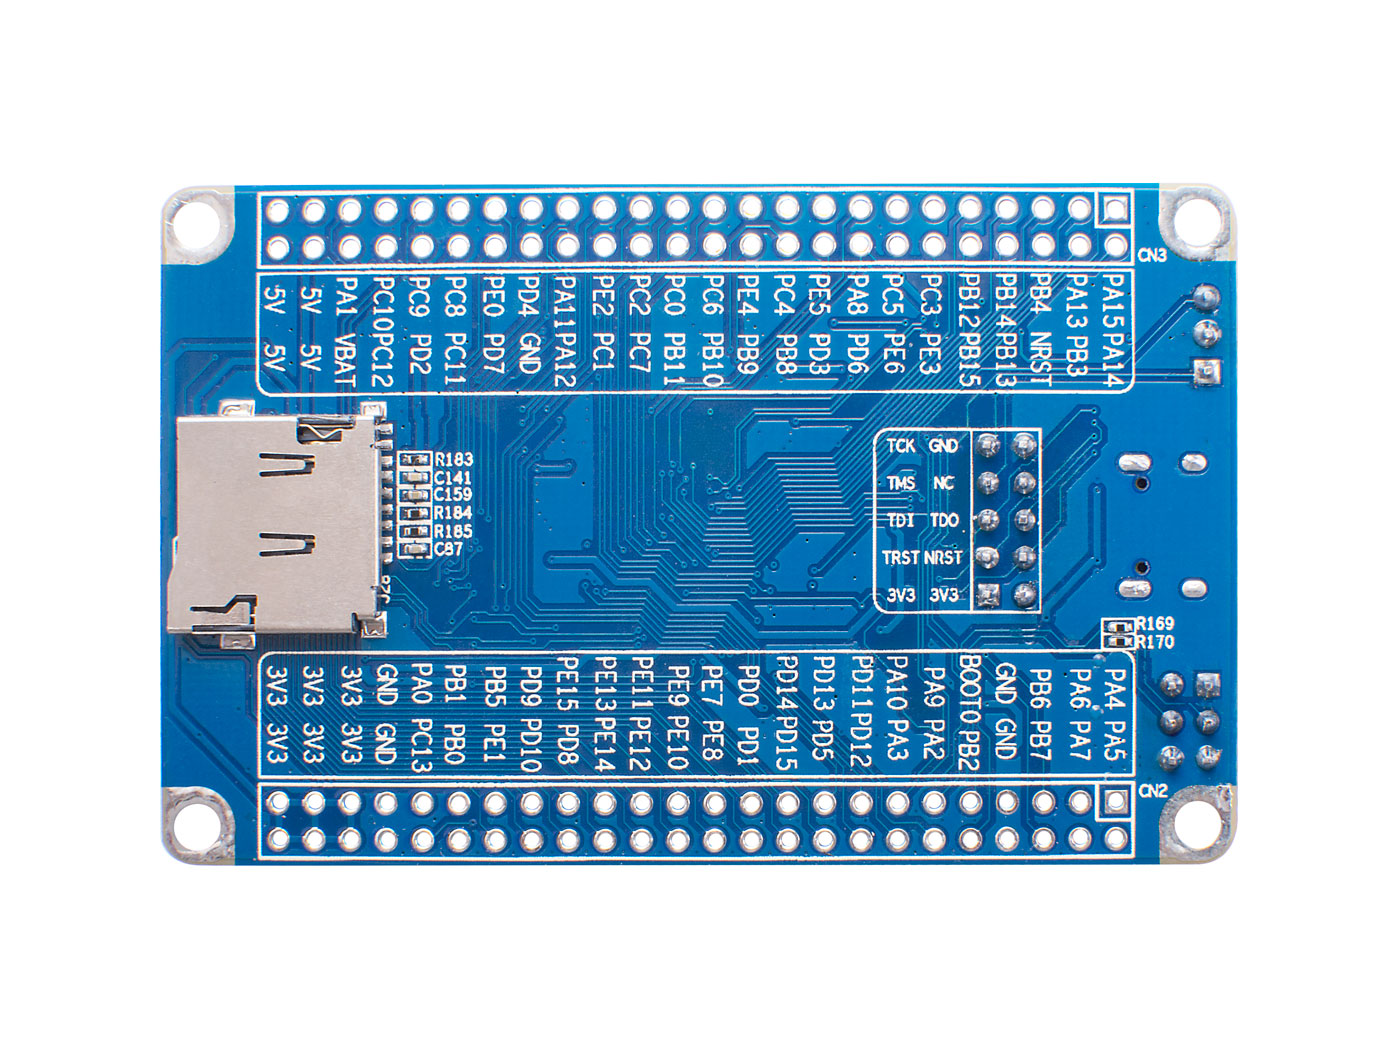 CN3
5V 5V
5V 5V
PA1 VBAT
PC10 PC12
PC9 PD2
PC8 PC11
PE0 PD7
PD4 GND
PA11 PA12
PE2 PC1
PC2 PC7
PC0 PB11
PC6 PB10
PE4 PB9
PC4 PB8
PE5 PD3
PA8 PD6
PC5 PE6
PC3 PE3
PB12 PB15
PB14 PB13
PB4 NRST
PA13 PB3
PA15 PA14
R183
C141
C159
R184
R185
C87
J28
TCK GND
TMS NC
TDI TDO
TRST NRST
3V3 3V3
R169
R170
3V3 3V3
3V3 3V3
3V3 3V3
GND GND
PA0 PC13
PB1 PB0
PB5 PE1
PD9 PD10
PE15 PD8
PE13 PE14
PE11 PE12
PE9 PE10
PE7 PE8
PD0 PD1
PD14 PD15
PD13 PD5
PD11 PD12
PA10 PA3
PA9 PA2
BOOT0 PB2
GND GND
PB6 PB7
PA6 PA7
PA4 PA5
CN2